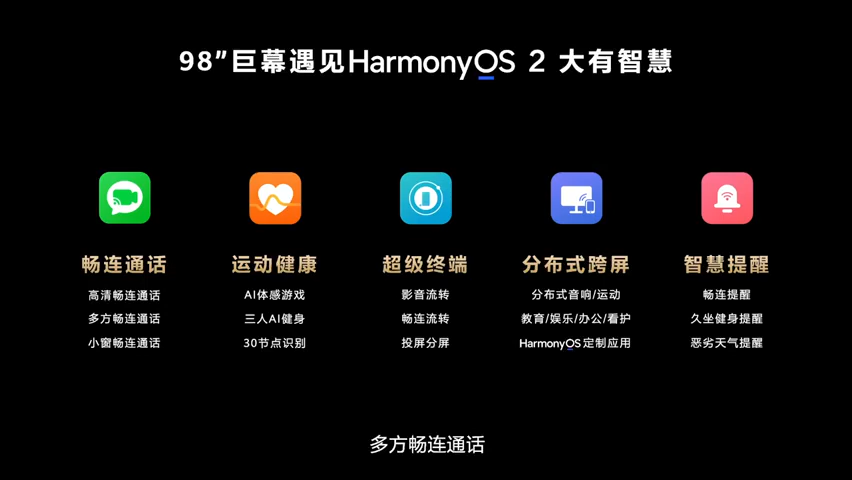 98”巨幕遇见HarmonyOS 2 大有智慧
畅连通话
高清畅连通话
多方畅连通话
小窗畅连通话
运动健康
AI体感游戏
三人AI健身
30节点识别
超级终端
影音流转
畅连流转
投屏分屏
分布式跨屏
分布式音响/运动
教育/娱乐/办公/看护
HarmonyOS定制应用
智慧提醒
畅连提醒
久坐健身提醒
恶劣天气提醒
多方畅连通话